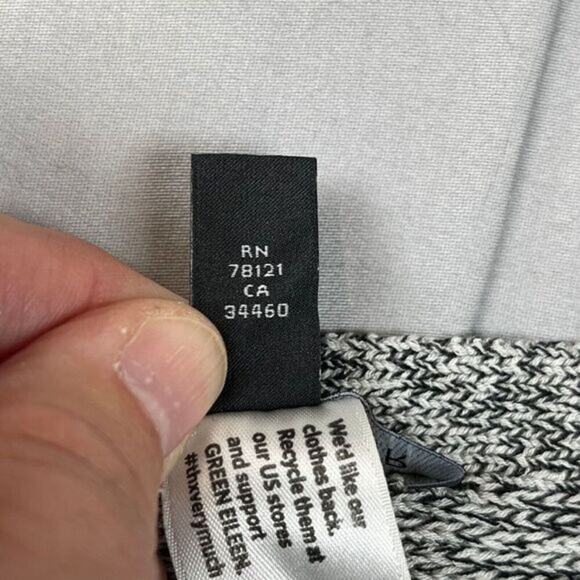 RN
78121
CA
34460
We'd like our
clothes back.
Recycle them at
our US stores
and support
GREEN EILEEN.
#thxverymuch